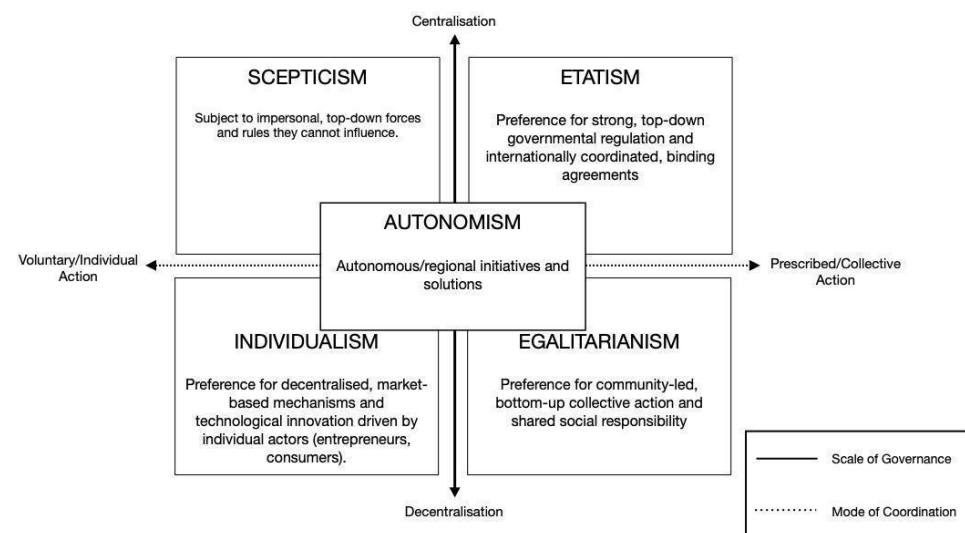 Centralisation
SCEPTICISM
Subject to impersonal, top-down forces
and rules they cannot influence.
ETATISM
Preference for strong, top-down
governmental regulation and
internationally coordinated, binding
agreements
AUTONOMISM
Autonomous/regional initiatives and
solutions
Voluntary/Individual
Action
Prescribed/Collective
Action
INDIVIDUALISM
Preference for decentralised, market-
based mechanisms and
technological innovation driven by
individual actors (entrepreneurs,
consumers).
EGALITARIANISM
Preference for community-led,
bottom-up collective action and
shared social responsibility
Decentralisation
Scale of Governance
Mode of Coordination